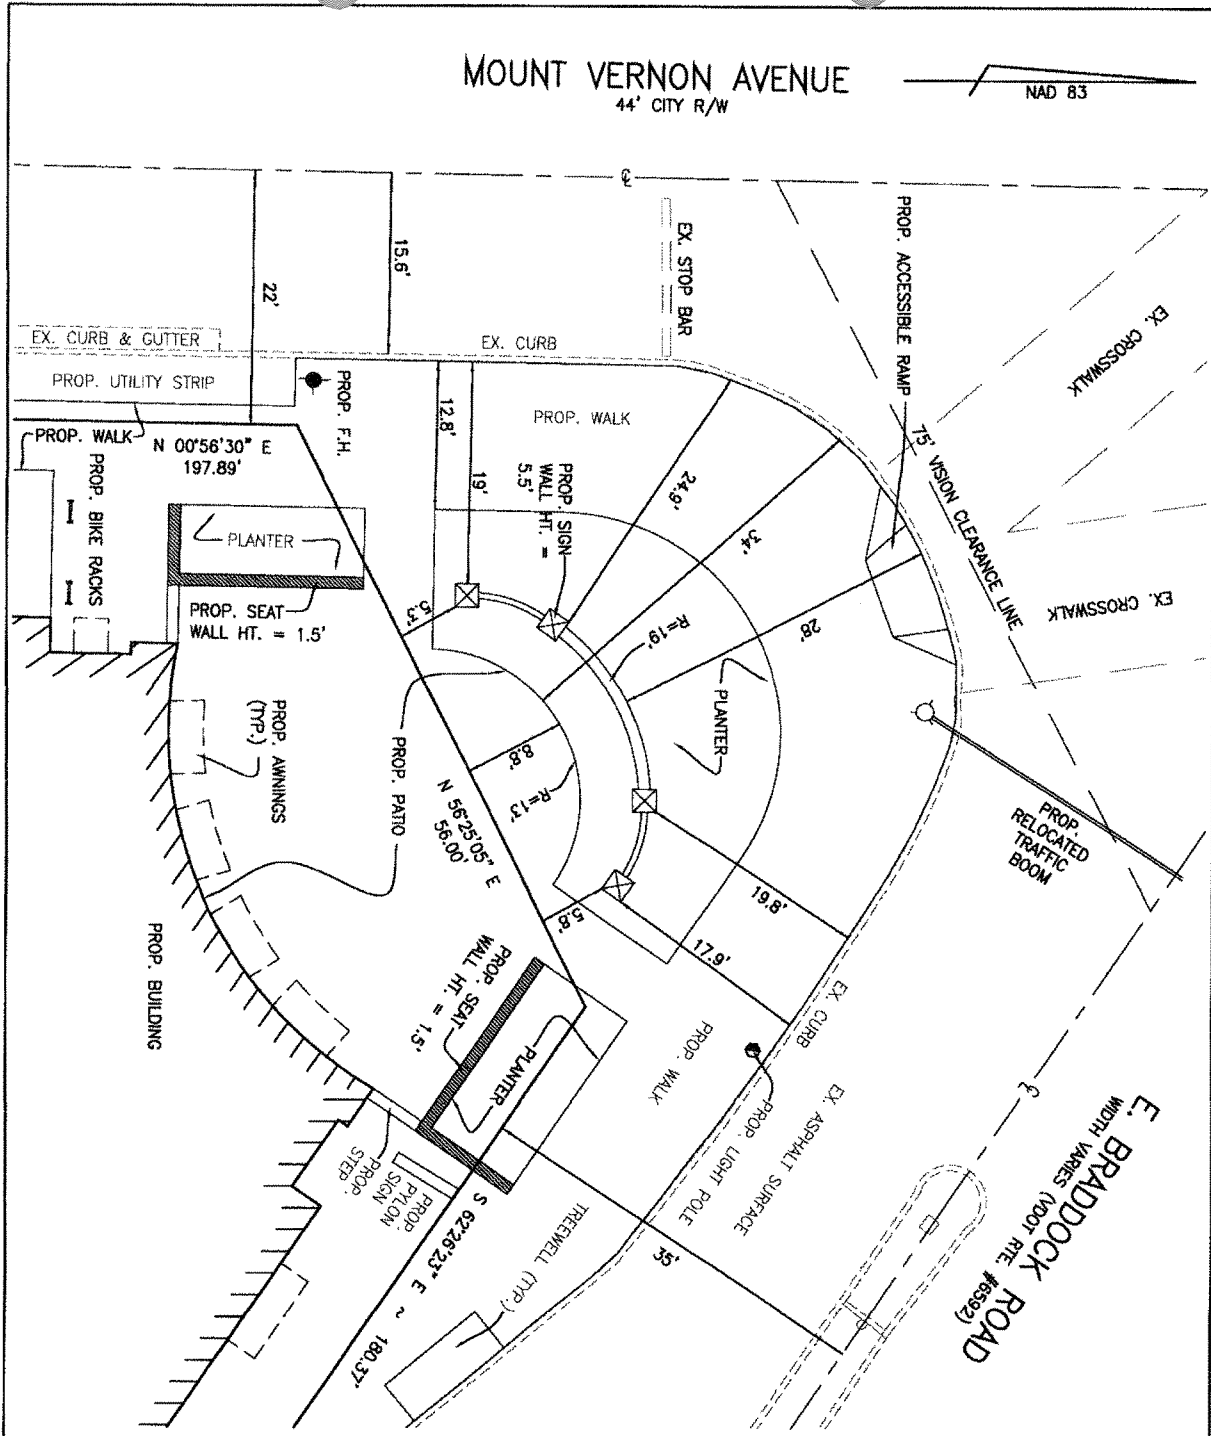 MOUNT VERNON AVENUE
44' CITY R/W
NAD 83
℄
15.6'
22'
EX. STOP BAR
PROP. ACCESSIBLE RAMP
EX. CROSSWALK
EX. CURB & GUTTER
EX. CURB
PROP. UTILITY STRIP
PROP. F.H.
PROP. WALK
12.8'
19'
PROP. WALK
N 00°56'30" E
197.89'
PROP. SIGN
WALL HT. =
5.5'
24.9'
34'
28'
75' VISION CLEARANCE LINE
EX. CROSSWALK
PROP. BIKE RACKS
PLANTER
PROP. SEAT
WALL HT. = 1.5'
5.3'
R=19'
PLANTER
PROP. AWNINGS
(TYP.)
PROP. PATIO
8.8'
R=13'
N 56°25'05" E
56.00'
PROP.
RELOCATED
TRAFFIC
BOOM
19.8'
17.9'
5.8'
PROP. BUILDING
PROP. SEAT
WALL HT. = 1.5'
PLANTER
PROP. WALK
EX. CURB
PROP. LIGHT POLE
EX. ASPHALT SURFACE
E. BRADDOCK ROAD
WIDTH VARIES (VDOT RTE. #6592)
PROP.
STEP
PROP.
PYLON
SIGN
S 62°26'23" E ~ 180.37'
TREEWELL (TYP.)
35'